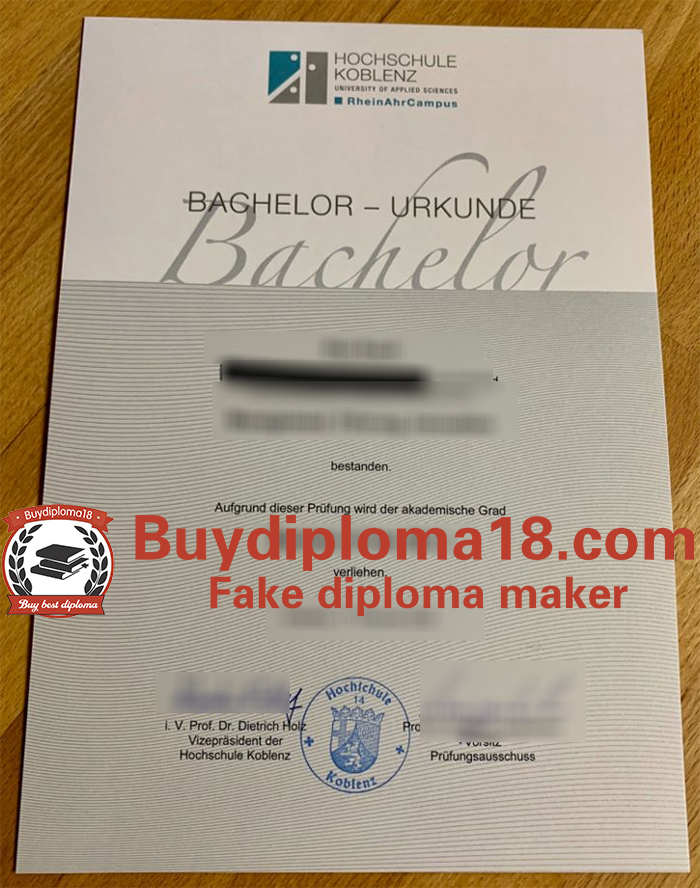 HOCHSCHULE
KOBLENZ
UNIVERSITY OF APPLIED SCIENCES
RheinAhrCampus
BACHELOR – URKUNDE
Bachelor
bestanden.
Aufgrund dieser Prüfung wird der akademische Grad
Buydiploma18
Buy best diploma
Buydiploma18.com
verliehen,
Fake diploma maker
i. V. Prof. Dr. Dietrich Holz
Vizepräsident der
Hochschule Koblenz
Hochſchule
14
Koblenz
Vorsitz
Prüfungsausschuss